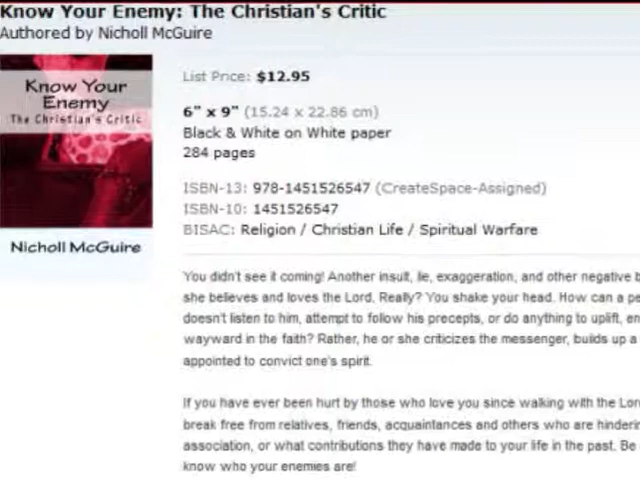 Know Your Enemy: The Christian's Critic
Authored by Nicholl McGuire
Know Your
Enemy
The Christian's Critic
Nicholl McGuire
List Price: $12.95
6" x 9" (15.24 x 22.86 cm)
Black & White on White paper
284 pages
ISBN-13: 978-1451526547 (CreateSpace-Assigned)
ISBN-10: 1451526547
BISAC: Religion / Christian Life / Spiritual Warfare
You didn't see it coming! Another insult, lie, exaggeration, and other negative b
she believes and loves the Lord. Really? You shake your head. How can a pe
doesn't listen to him, attempt to follow his precepts, or do anything to uplift, en
wayward in the faith? Rather, he or she criticizes the messenger, builds up a
appointed to convict one's spirit.
If you have ever been hurt by those who love you since walking with the Lor
break free from relatives, friends, acquaintances and others who are hinderin
association, or what contributions they have made to your life in the past. Be
know who your enemies are!